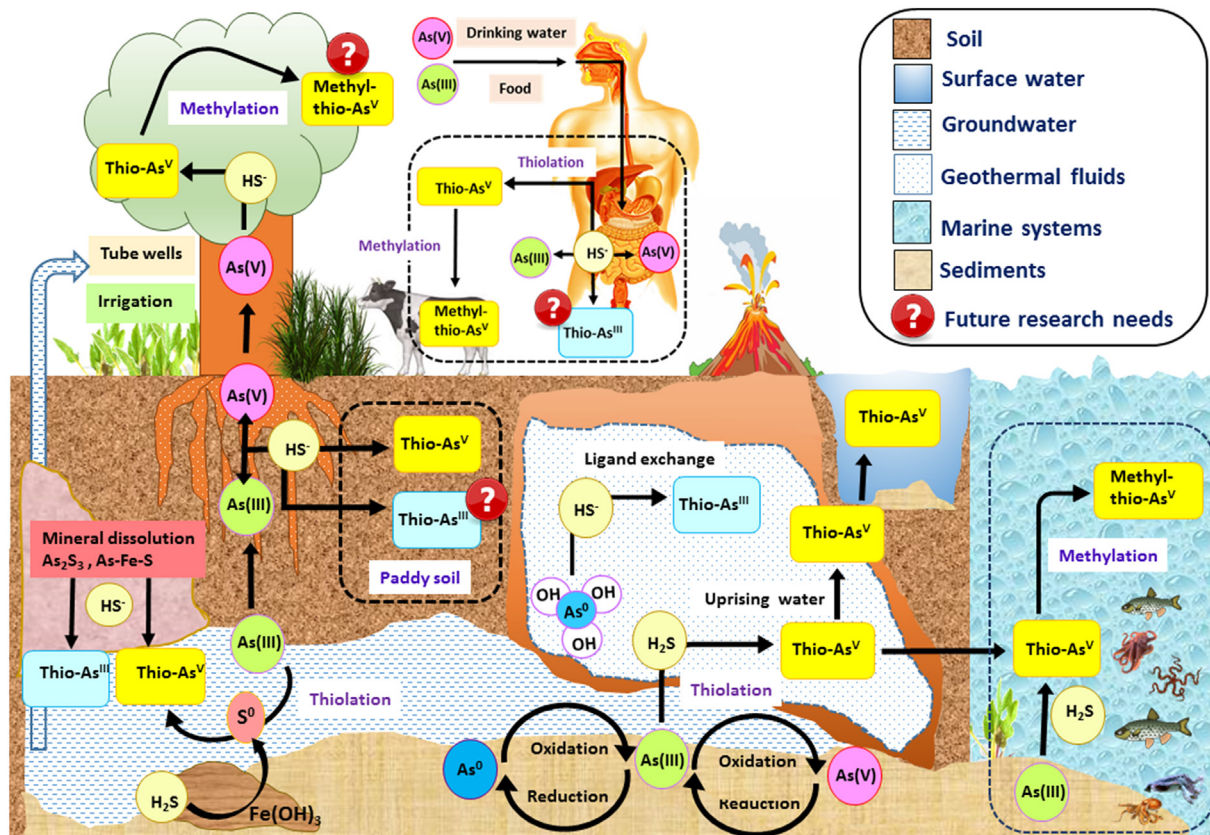 As(V)
Drinking water
As(III)
Food
?
Methyl-
thio-Asⱽ
Methylation
Thio-Asⱽ
HS⁻
As(V)
Tube wells
Irrigation
As(V)
HS⁻
As(III)
Thiolation
Thio-Asⱽ
Methylation
As(III)
HS⁻
As(V)
?
Methyl-
thio-Asⱽ
Thio-Asᴵᴵᴵ
Soil
Surface water
Groundwater
Geothermal fluids
Marine systems
Sediments
?
Future research needs
Thio-Asⱽ
Thio-Asᴵᴵᴵ
?
Paddy soil
Mineral dissolution
As₂S₃ , As-Fe-S
HS⁻
Thio-Asᴵᴵᴵ
Thio-Asⱽ
As(III)
Thiolation
S⁰
H₂S
Fe(OH)₃
Ligand exchange
HS⁻
Thio-Asᴵᴵᴵ
OH
OH
As⁰
OH
Uprising water
H₂S
Thio-Asⱽ
Thio-Asⱽ
Thio-Asⱽ
Thiolation
As⁰
Oxidation
Reduction
As(III)
Oxidation
Reduction
As(V)
Methyl-
thio-Asⱽ
Methylation
Thio-Asⱽ
H₂S
As(III)